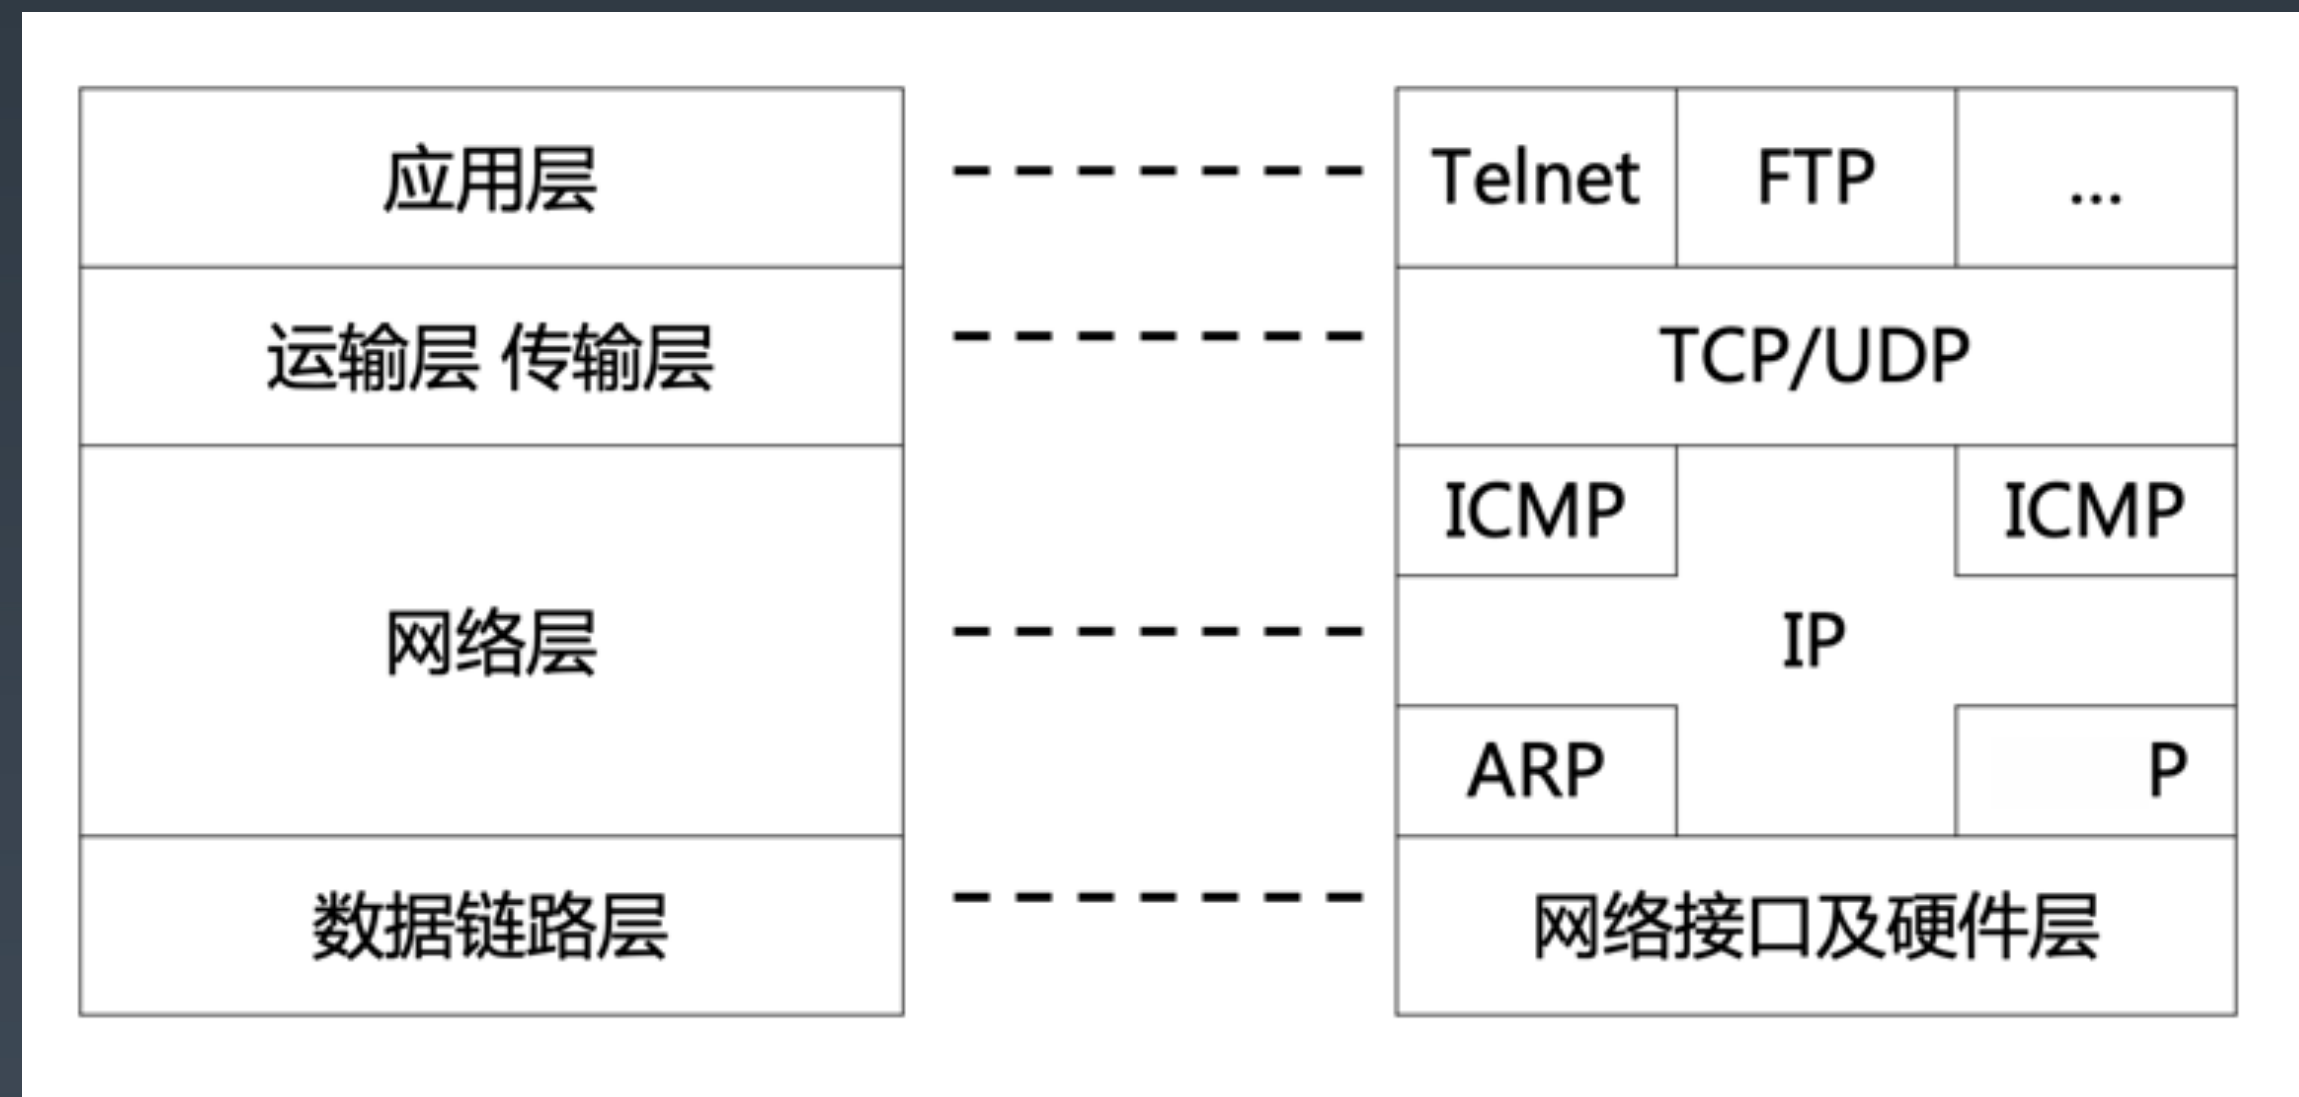 应用层
运输层 传输层
网络层
数据链路层
Telnet
FTP
...
TCP/UDP
ICMP
ICMP
IP
ARP
P
网络接口及硬件层